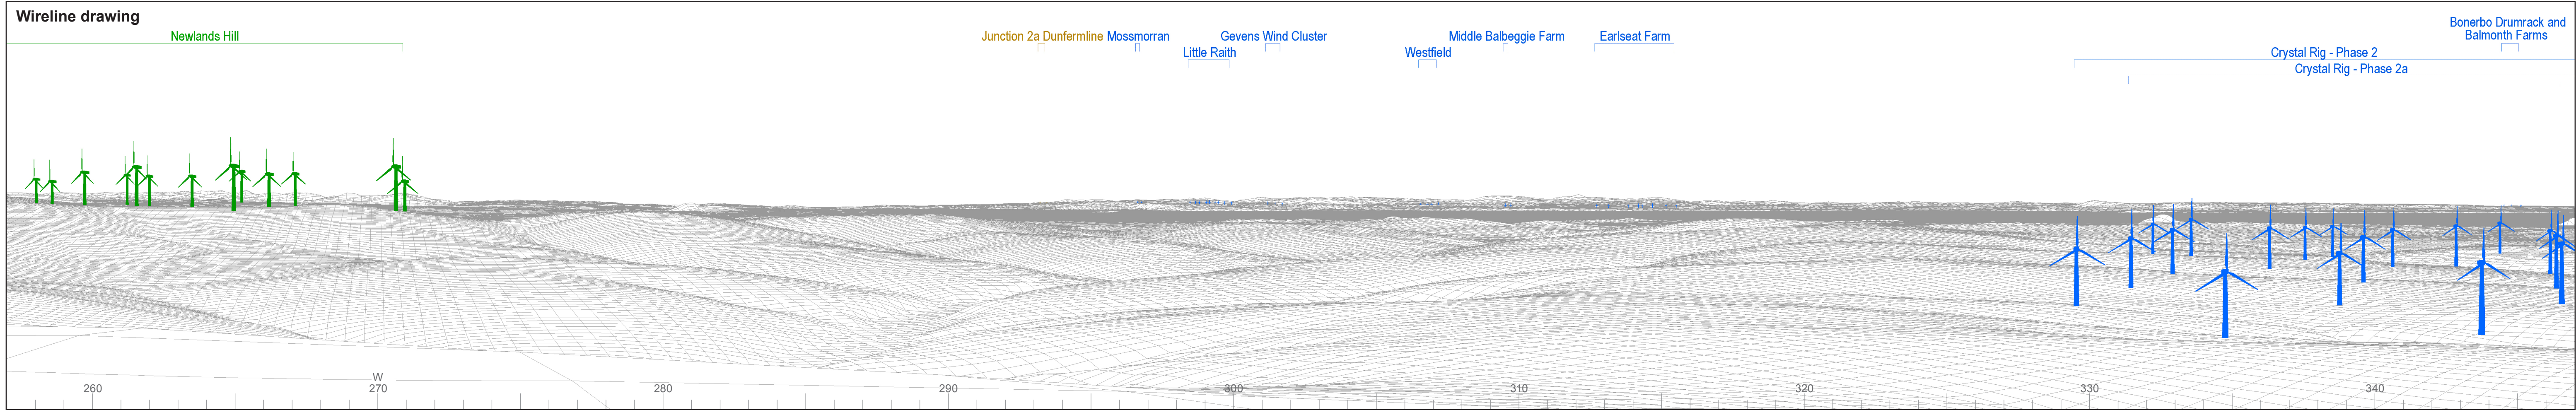 Wireline drawing
Newlands Hill
Junction 2a Dunfermline
Mossmorran
Little Raith
Gevens Wind Cluster
Westfield
Middle Balbeggie Farm
Earlseat Farm
Crystal Rig - Phase 2
Crystal Rig - Phase 2a
Bonerbo Drumrack and
Balmonth Farms
W
260
270
280
290
300
310
320
330
340